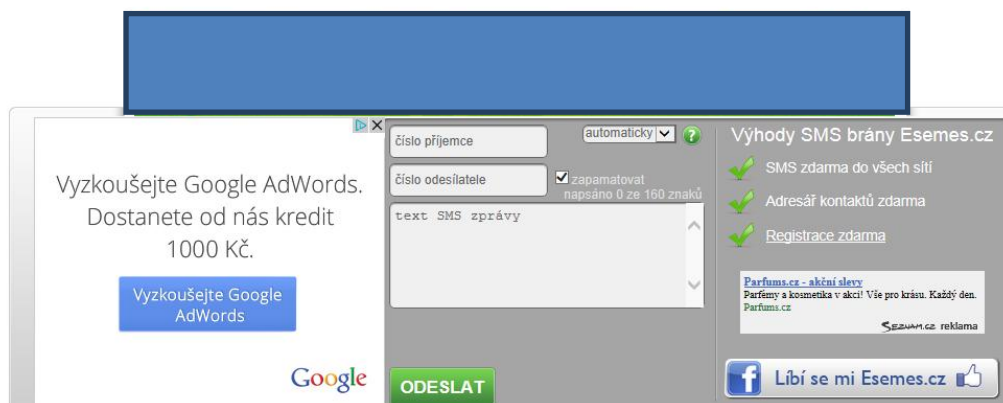 Vyzkoušejte Google AdWords.
Dostanete od nás kredit
1000 Kč.
Vyzkoušejte Google
AdWords
Google
číslo příjemce
automaticky
?
číslo odesílatele
zapamatovat
napsáno 0 ze 160 znaků
text SMS zprávy
ODESLAT
Výhody SMS brány Esemes.cz
SMS zdarma do všech sítí
Adresář kontaktů zdarma
Registrace zdarma
Parfums.cz - akční slevy
Parfémy a kosmetika v akci! Vše pro krásu. Každý den.
Parfums.cz
Seznam.cz reklama
f Líbí se mi Esemes.cz